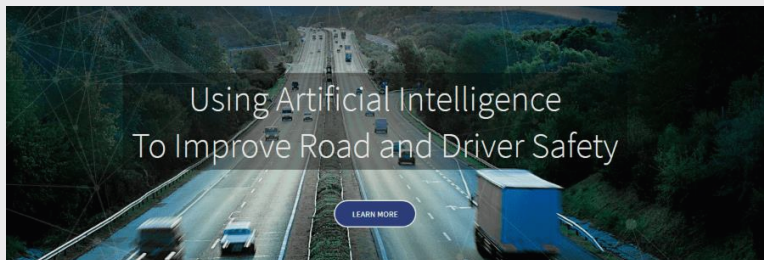 Using Artificial Intelligence
To Improve Road and Driver Safety
LEARN MORE